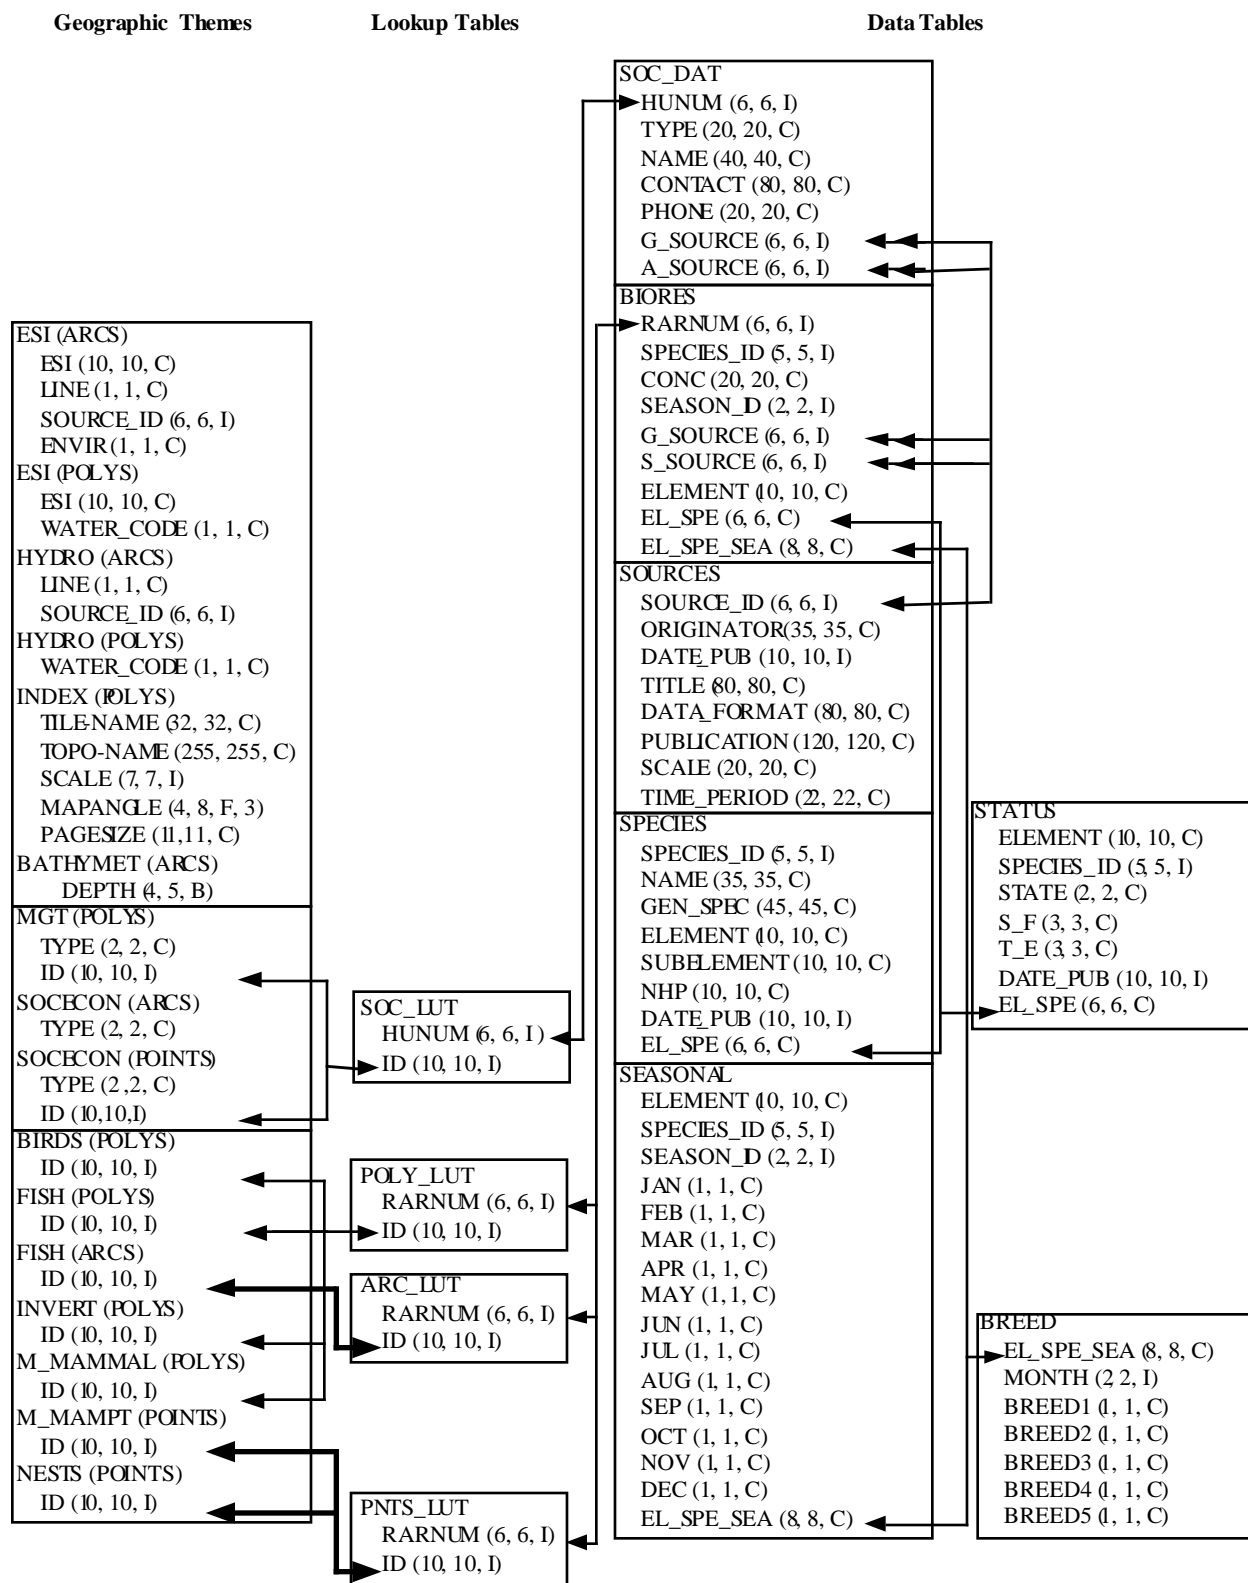 Geographic Themes
Lookup Tables
Data Tables
ESI (ARCS)
ESI (10, 10, C)
LINE (1, 1, C)
SOURCE_ID (6, 6, I)
ENVIR (1, 1, C)
ESI (POLYS)
ESI (10, 10, C)
WATER_CODE (1, 1, C)
HYDRO (ARCS)
LINE (1, 1, C)
SOURCE_ID (6, 6, I)
HYDRO (POLYS)
WATER_CODE (1, 1, C)
INDEX (POLYS)
TILE-NAME (32, 32, C)
TOPO-NAME (255, 255, C)
SCALE (7, 7, I)
MAPANGLE (4, 8, F, 3)
PAGESIZE (11,11, C)
BATHYMET (ARCS)
DEPTH (4, 5, B)
MGT (POLYS)
TYPE (2, 2, C)
ID (10, 10, I)
SOCECON (ARCS)
TYPE (2, 2, C)
SOCECON (POINTS)
TYPE (2 ,2, C)
ID (10,10,I)
BIRDS (POLYS)
ID (10, 10, I)
FISH (POLYS)
ID (10, 10, I)
FISH (ARCS)
ID (10, 10, I)
INVERT (POLYS)
ID (10, 10, I)
M_MAMMAL (POLYS)
ID (10, 10, I)
M_MAMPT (POINTS)
ID (10, 10, I)
NESTS (POINTS)
ID (10, 10, I)
SOC_LUT
HUNUM (6, 6, I)
ID (10, 10, I)
POLY_LUT
RARNUM (6, 6, I)
ID (10, 10, I)
ARC_LUT
RARNUM (6, 6, I)
ID (10, 10, I)
PNTS_LUT
RARNUM (6, 6, I)
ID (10, 10, I)
SOC_DAT
HUNUM (6, 6, I)
TYPE (20, 20, C)
NAME (40, 40, C)
CONTACT (80, 80, C)
PHONE (20, 20, C)
G_SOURCE (6, 6, I)
A_SOURCE (6, 6, I)
BIORES
RARNUM (6, 6, I)
SPECIES_ID (5, 5, I)
CONC (20, 20, C)
SEASON_ID (2, 2, I)
G_SOURCE (6, 6, I)
S_SOURCE (6, 6, I)
ELEMENT (10, 10, C)
EL_SPE (6, 6, C)
EL_SPE_SEA (8, 8, C)
SOURCES
SOURCE_ID (6, 6, I)
ORIGINATOR(35, 35, C)
DATE_PUB (10, 10, I)
TITLE (80, 80, C)
DATA_FORMAT (80, 80, C)
PUBLICATION (120, 120, C)
SCALE (20, 20, C)
TIME_PERIOD (22, 22, C)
SPECIES
SPECIES_ID (5, 5, I)
NAME (35, 35, C)
GEN_SPEC (45, 45, C)
ELEMENT (10, 10, C)
SUBELEMENT (10, 10, C)
NHP (10, 10, C)
DATE_PUB (10, 10, I)
EL_SPE (6, 6, C)
SEASONAL
ELEMENT (10, 10, C)
SPECIES_ID (5, 5, I)
SEASON_ID (2, 2, I)
JAN (1, 1, C)
FEB (1, 1, C)
MAR (1, 1, C)
APR (1, 1, C)
MAY (1, 1, C)
JUN (1, 1, C)
JUL (1, 1, C)
AUG (1, 1, C)
SEP (1, 1, C)
OCT (1, 1, C)
NOV (1, 1, C)
DEC (1, 1, C)
EL_SPE_SEA (8, 8, C)
STATUS
ELEMENT (10, 10, C)
SPECIES_ID (5, 5, I)
STATE (2, 2, C)
S_F (3, 3, C)
T_E (3, 3, C)
DATE_PUB (10, 10, I)
EL_SPE (6, 6, C)
BREED
EL_SPE_SEA (8, 8, C)
MONTH (2, 2, I)
BREED1 (1, 1, C)
BREED2 (1, 1, C)
BREED3 (1, 1, C)
BREED4 (1, 1, C)
BREED5 (1, 1, C)